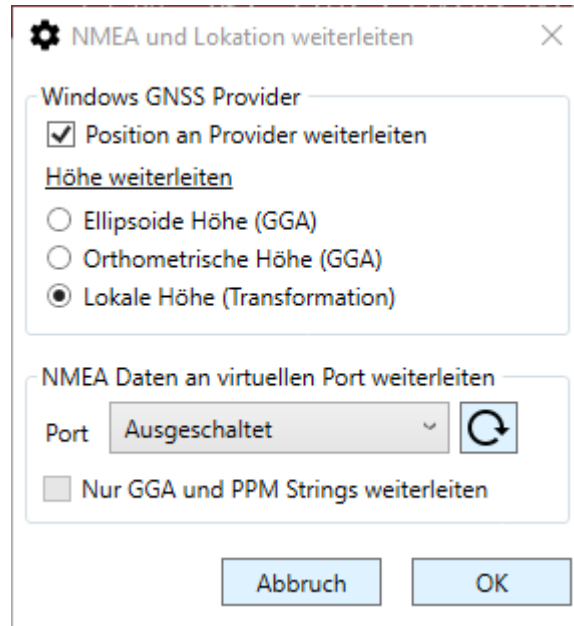 NMEA und Lokation weiterleiten
Windows GNSS Provider
Position an Provider weiterleiten
Höhe weiterleiten
Ellipsoide Höhe (GGA)
Orthometrische Höhe (GGA)
Lokale Höhe (Transformation)
NMEA Daten an virtuellen Port weiterleiten
Port Ausgeschaltet
Nur GGA und PPM Strings weiterleiten
Abbruch OK